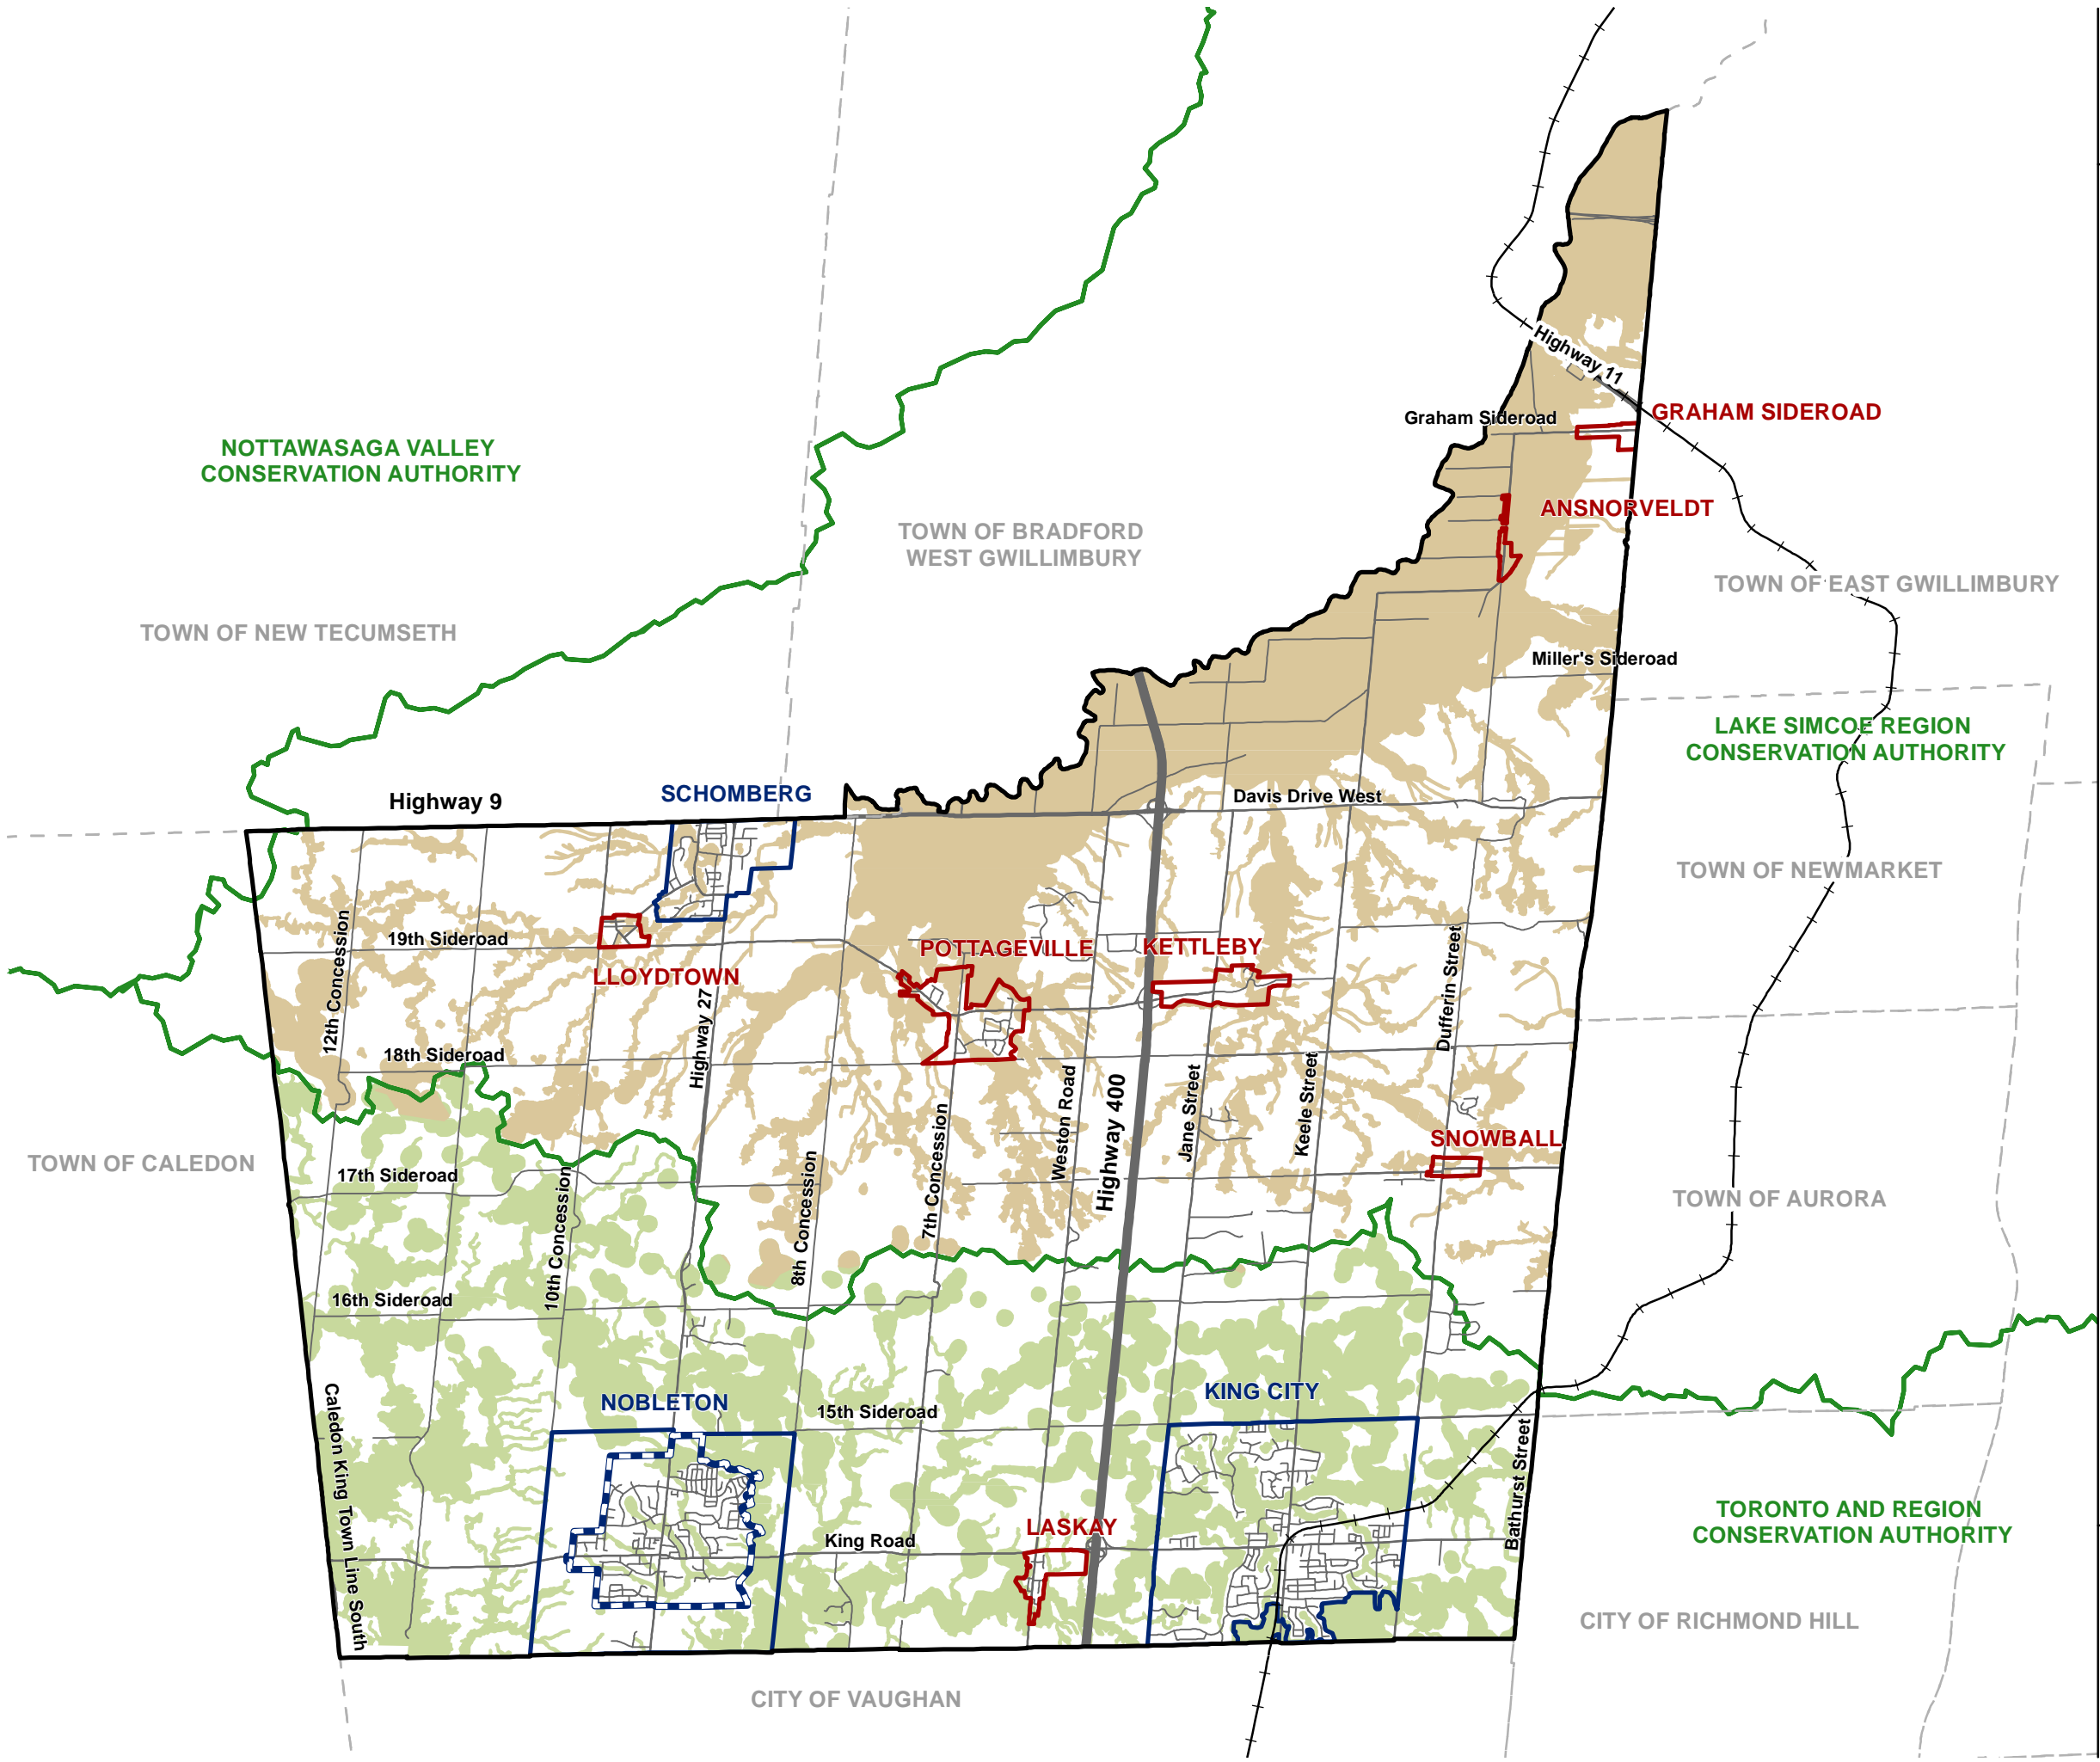 Highway 11
Graham Sideroad
GRAHAM SIDEROAD
NOTTAWASAGA VALLEY
CONSERVATION AUTHORITY
ANSNORVELDT
TOWN OF BRADFORD
WEST GWILLIMBURY
TOWN OF EAST GWILLIMBURY
TOWN OF NEW TECUMSETH
Miller's Sideroad
LAKE SIMCOE REGION
CONSERVATION AUTHORITY
Highway 9
SCHOMBERG
Davis Drive West
TOWN OF NEWMARKET
12th Concession
19th Sideroad
LLOYDTOWN
POTTAGEVILLE
KETTLEBY
Dufferin Street
Highway 27
18th Sideroad
Weston Road
Highway 400
Jane Street
Keele Street
SNOWBALL
TOWN OF CALEDON
17th Sideroad
10th Concession
8th Concession
7th Concession
TOWN OF AURORA
16th Sideroad
NOBLETON
15th Sideroad
KING CITY
Caledon King Town Line South
Bathurst Street
King Road
LASKAY
TORONTO AND REGION
CONSERVATION AUTHORITY
CITY OF RICHMOND HILL
CITY OF VAUGHAN